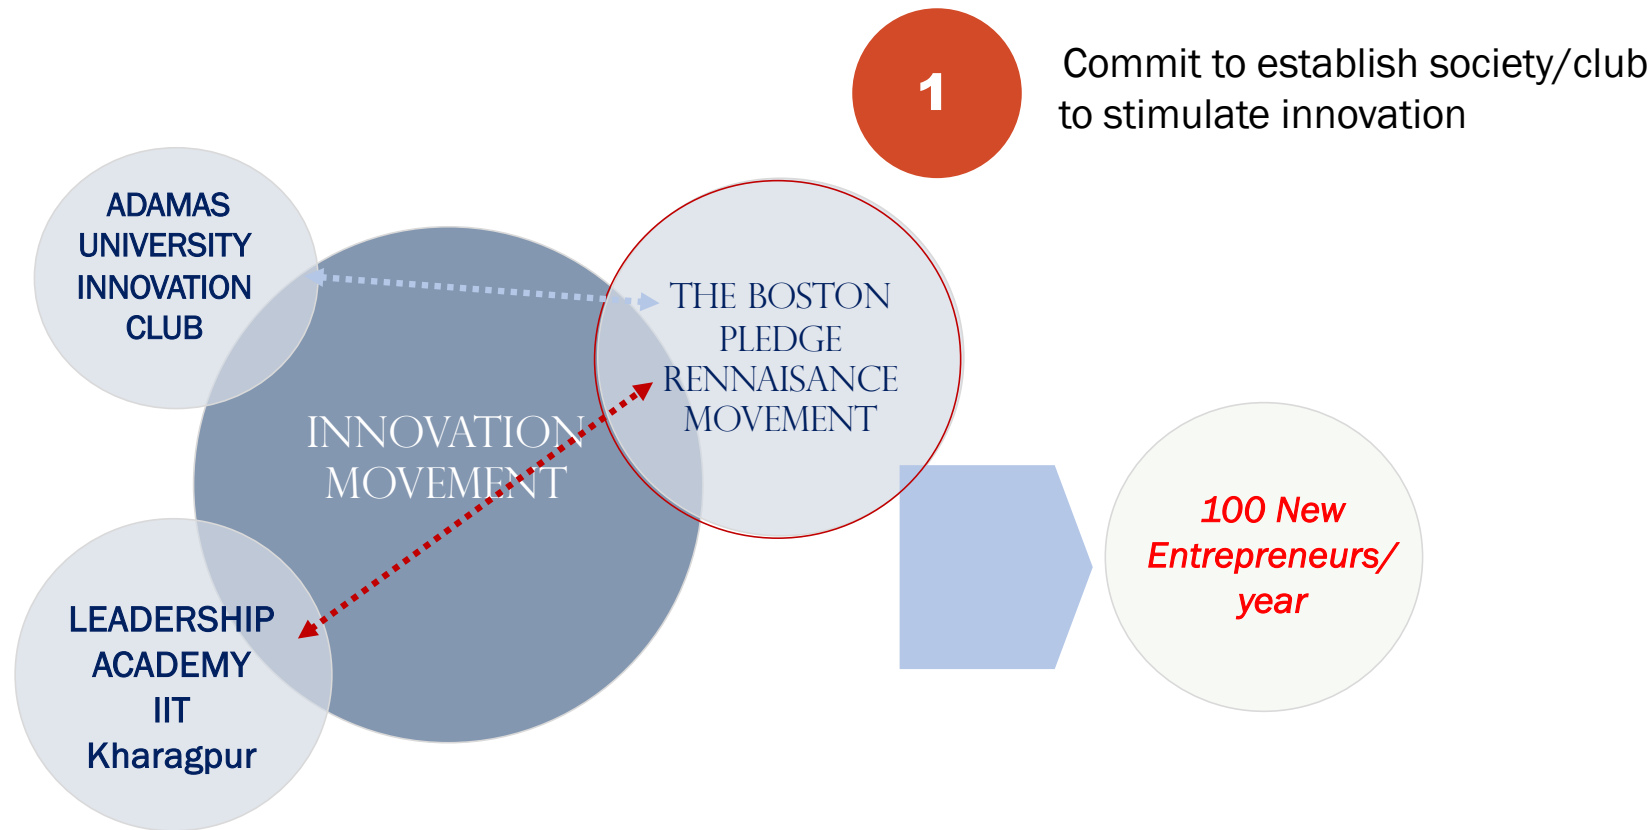 1
Commit to establish society/club
to stimulate innovation
ADAMAS
UNIVERSITY
INNOVATION
CLUB
THE BOSTON
PLEDGE
RENNAISANCE
MOVEMENT
INNOVATION
MOVEMENT
100 New
Entrepreneurs/
year
LEADERSHIP
ACADEMY
IIT
Kharagpur